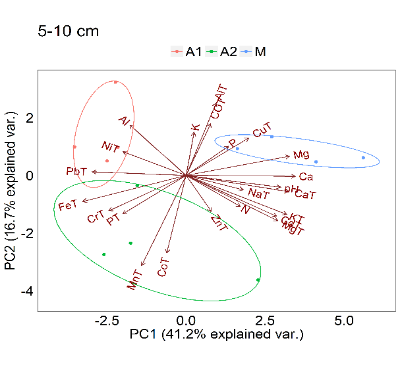 5-10 cm
A1 A2 M
AlT
COT
K
Al
P
CuT
NiT
Mg
PbT
Ca
pH
NaT
CaT
FeT
N
CrT
PT
ZnT
KT
MgT
CoT
MnT
2
0
-2
-4
-2.5 0.0 2.5 5.0
PC1 (41.2% explained var.)
PC2 (16.7% explained var.)